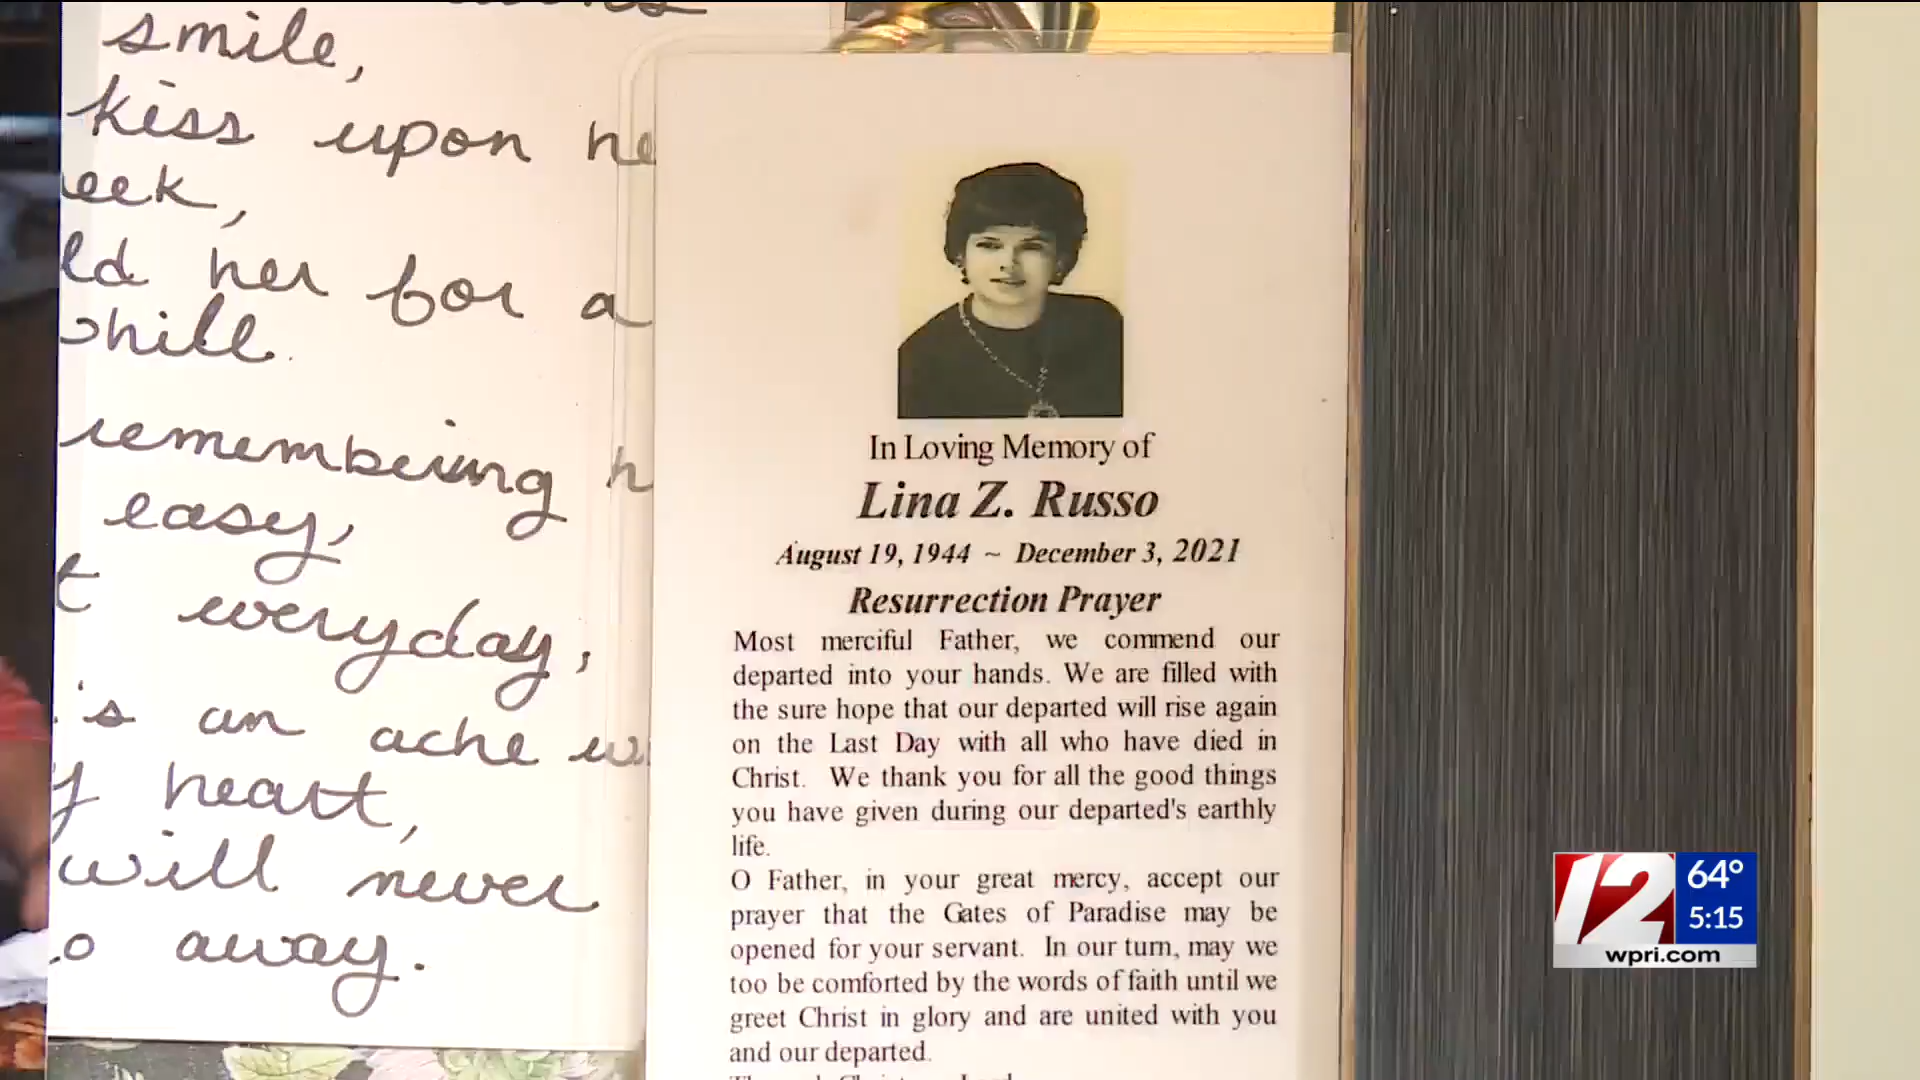 smile,
kiss upon
eek,
ld her for a
hill.
remembering h
easy,
t everyday,
's an ache w
heart,
will never
o away.
In Loving Memory of
Lina Z. Russo
August 19, 1944 ~ December 3, 2021
Resurrection Prayer
Most merciful Father, we commend our
departed into your hands. We are filled with
the sure hope that our departed will rise again
on the Last Day with all who have died in
Christ. We thank you for all the good things
you have given during our departed's earthly
life.
O Father, in your great mercy, accept our
prayer that the Gates of Paradise may be
opened for your servant. In our turn, may we
too be comforted by the words of faith until we
greet Christ in glory and are united with you
and our departed.
12
64°
5:15
wpri.com